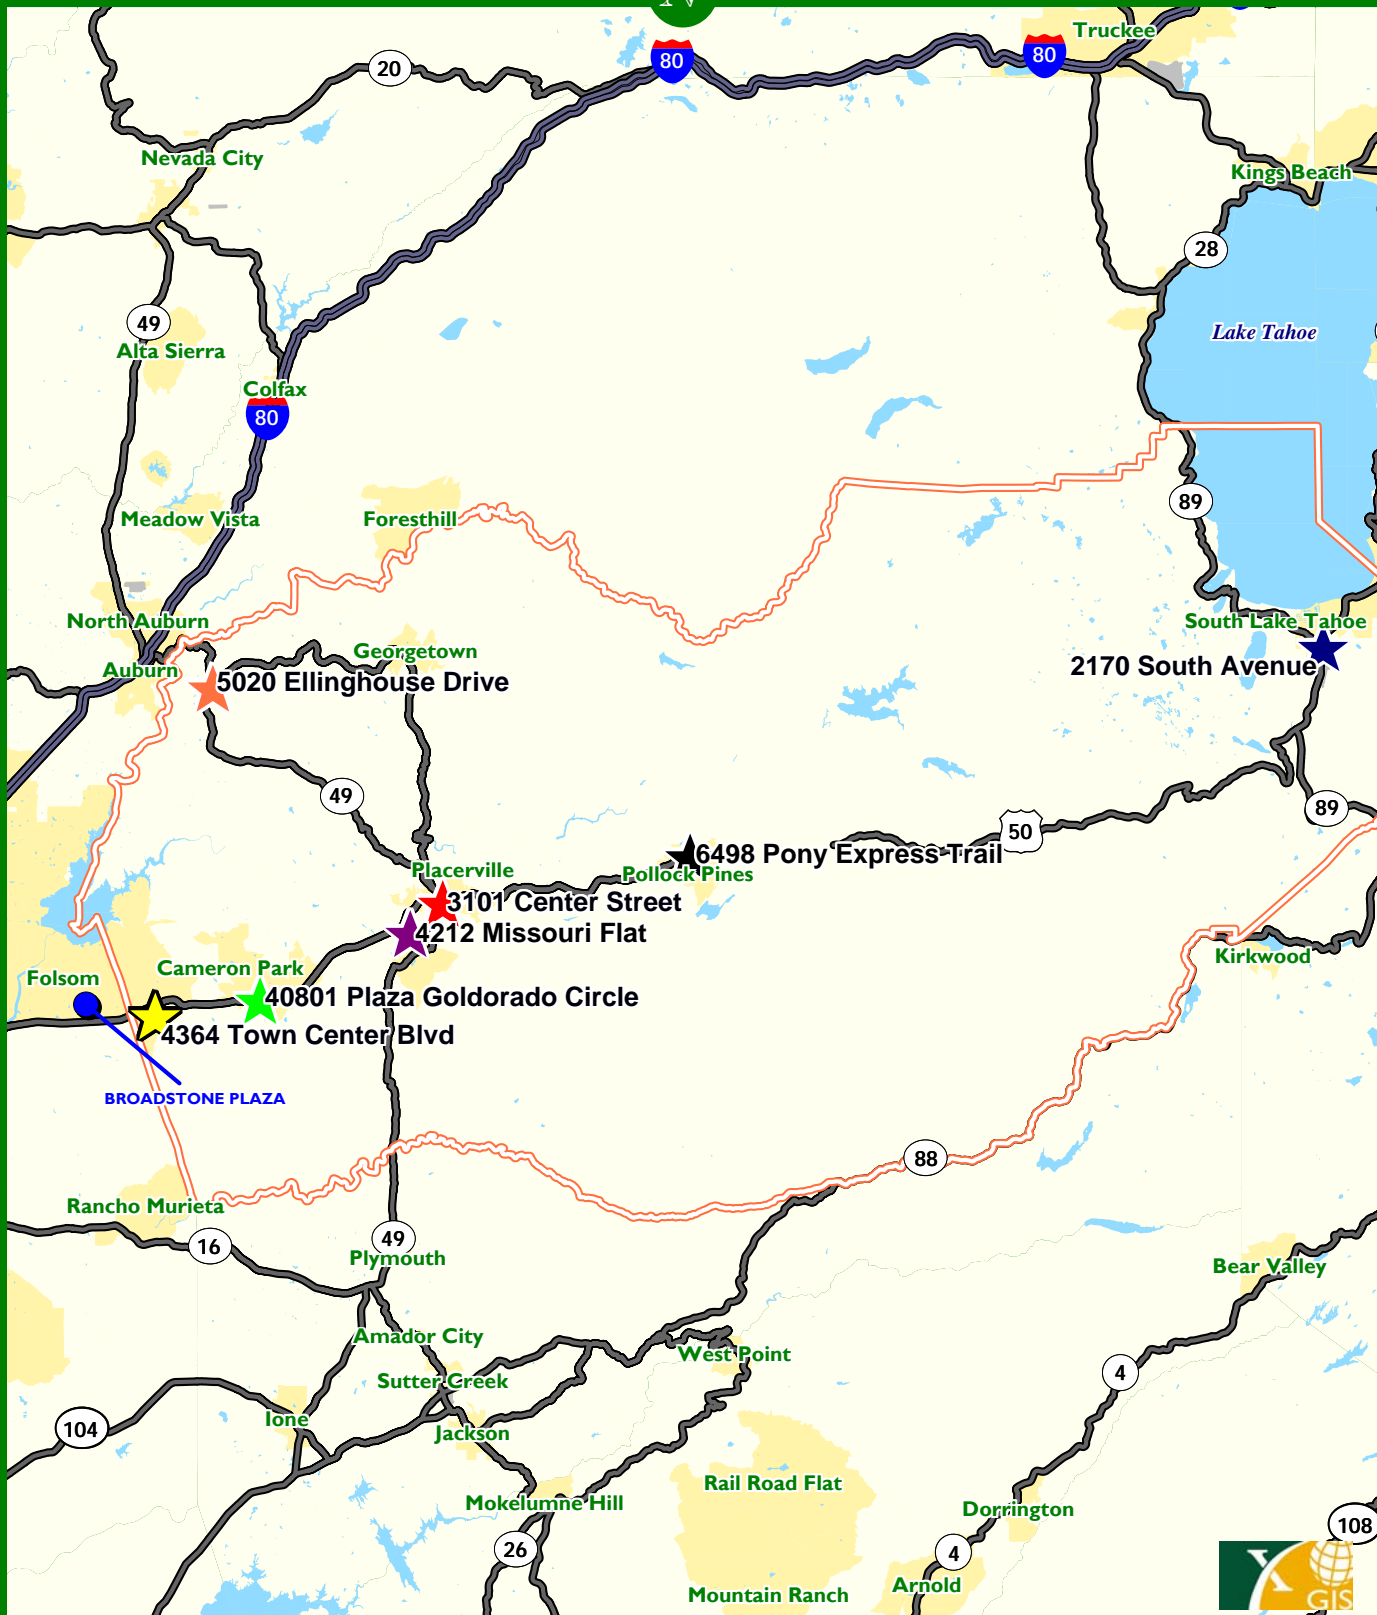 Truckee
80
80
20
Nevada City
Kings Beach
28
49
Lake Tahoe
Alta Sierra
Colfax
80
89
Meadow Vista
Foresthill
North Auburn
South Lake Tahoe
Georgetown
2170 South Avenue
Auburn
5020 Ellinghouse Drive
49
89
50
6498 Pony Express Trail
Placerville
Pollock Pines
3101 Center Street
4212 Missouri Flat
Kirkwood
Cameron Park
Folsom
40801 Plaza Goldorado Circle
4364 Town Center Blvd
BROADSTONE PLAZA
88
Rancho Murieta
16
49
Plymouth
Bear Valley
Amador City
West Point
4
Sutter Creek
Ione
104
Jackson
Rail Road Flat
Mokelumne Hill
Dorrington
108
26
4
Arnold
Mountain Ranch
GIS